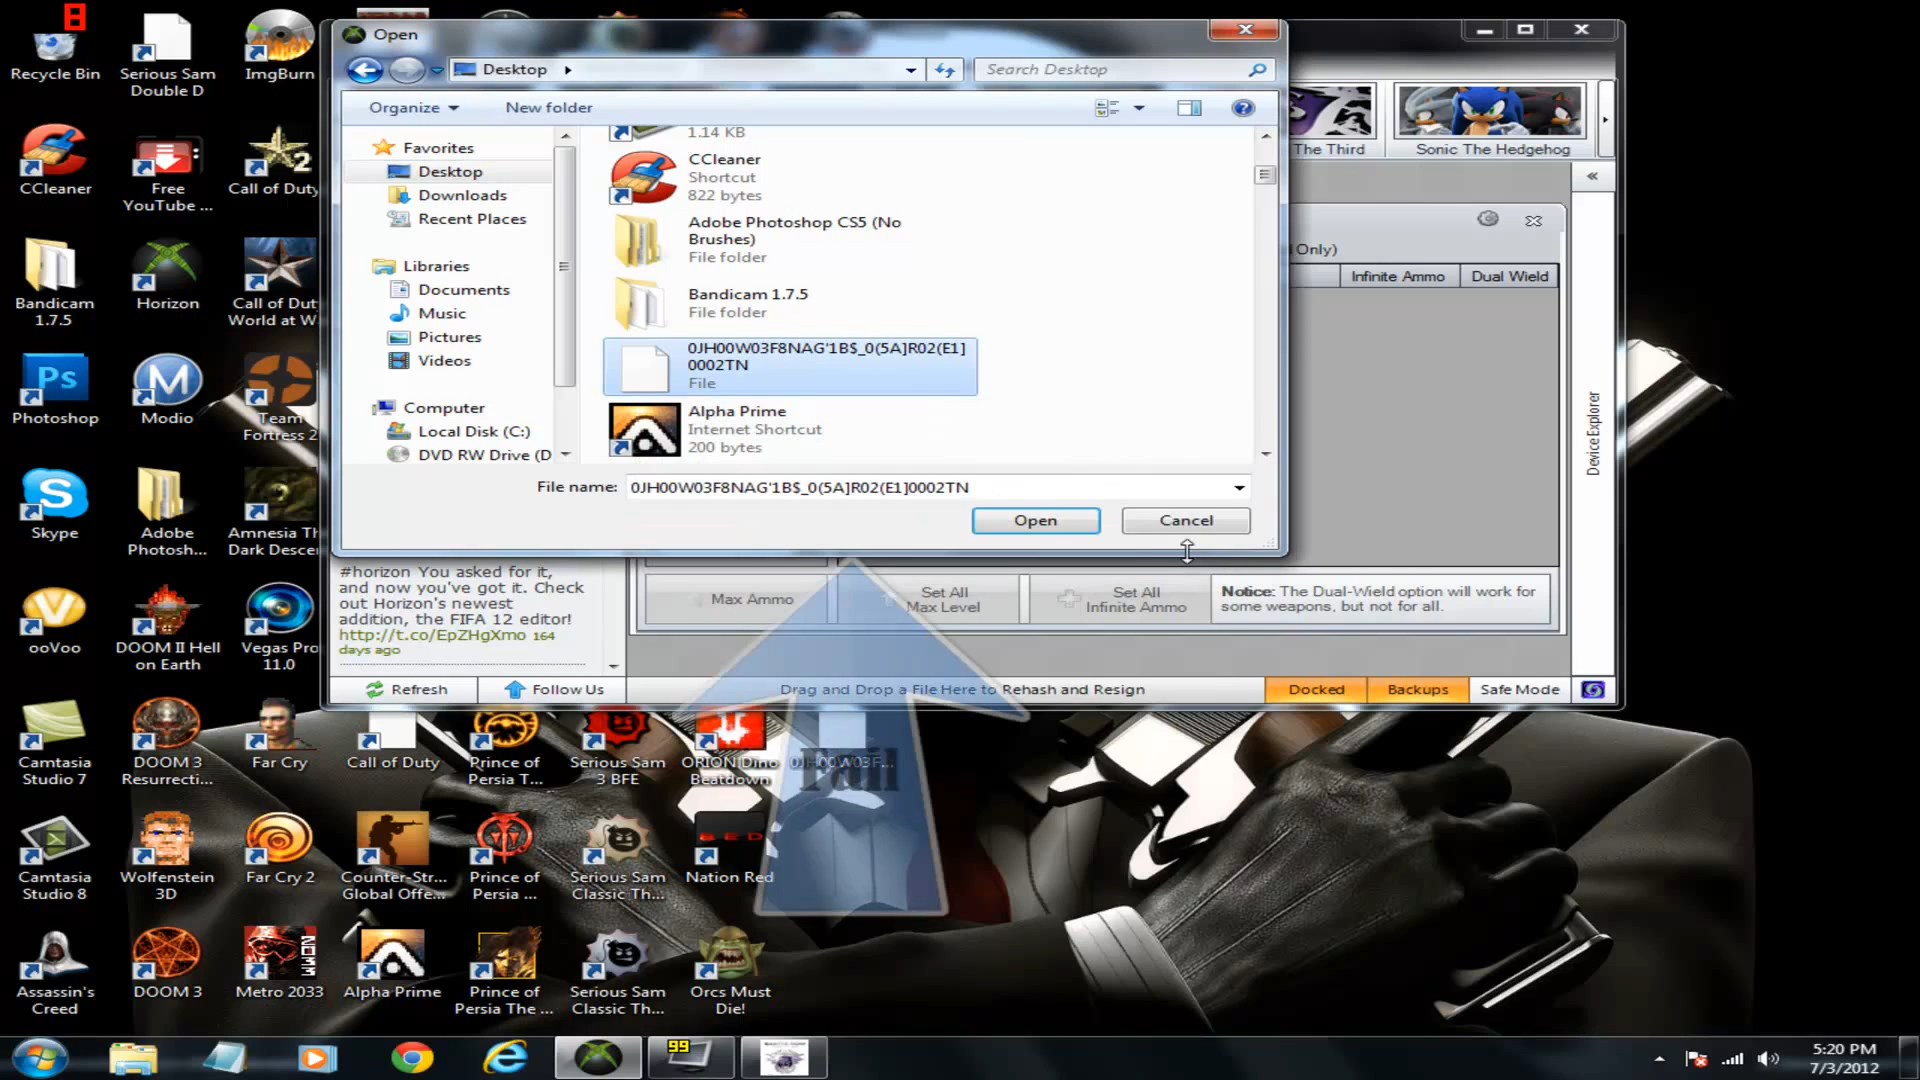 8
Recycle Bin
Serious Sam
Double D
ImgBurn
CCleaner
Free
YouTube ...
Call of Duty
2
Bandicam
1.7.5
Horizon
Call of Dut
World at W
Ps
Photoshop
Modio
Team
Fortress 2
Skype
Adobe
Photosh...
Amnesia Th
Dark Descen
ooVoo
DOOM II Hell
on Earth
Vegas Pro
11.0
Camtasia
Studio 7
DOOM 3
Resurrecti...
Far Cry
Call of Duty
Prince of
Persia T...
Serious Sam
3 BFE
ORION Dino
Beatdown
0JH00W03F...
Fail
Camtasia
Studio 8
Wolfenstein
3D
Far Cry 2
Counter-Str...
Global Offe...
Prince of
Persia ...
Serious Sam
Classic Th...
Nation Red
Assassin's
Creed
DOOM 3
Metro 2033
Alpha Prime
Prince of
Persia The ...
Serious Sam
Classic Th...
Orcs Must
Die!
Open
Desktop
Search Desktop
Organize
New folder
Favorites
Desktop
Downloads
Recent Places
Libraries
Documents
Music
Pictures
Videos
Computer
Local Disk (C:)
DVD RW Drive (D
1.14 KB
CCleaner
Shortcut
822 bytes
Adobe Photoshop CS5 (No
Brushes)
File folder
Bandicam 1.7.5
File folder
0JH00W03F8NAG'1B$_0(5A]R02(E1]
0002TN
File
Alpha Prime
Internet Shortcut
200 bytes
File name:
0JH00W03F8NAG'1B$_0(5A]R02(E1]0002TN
Open
Cancel
The Third
Sonic The Hedgehog
Only)
Infinite Ammo
Dual Wield
Device Explorer
#horizon You asked for it,
and now you've got it. Check
out Horizon's newest
addition, the FIFA 12 editor!
http://t.co/EpZHgXmo 164
days ago
Max Ammo
Set All
Max Level
Set All
Infinite Ammo
Notice: The Dual-Wield option will work for
some weapons, but not for all.
Refresh
Follow Us
Drag and Drop a File Here to Rehash and Resign
Docked
Backups
Safe Mode
99
5:20 PM
7/3/2012